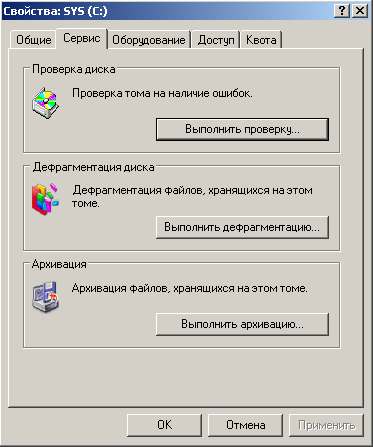 Свойства: SYS (C:)
Общие Сервис Оборудование Доступ Квота
Проверка диска
Проверка тома на наличие ошибок.
Выполнить проверку...
Дефрагментация диска
Дефрагментация файлов, хранящихся на этом
томе.
Выполнить дефрагментацию...
Архивация
Архивация файлов, хранящихся на этом томе.
Выполнить архивацию...
OK Отмена Применить